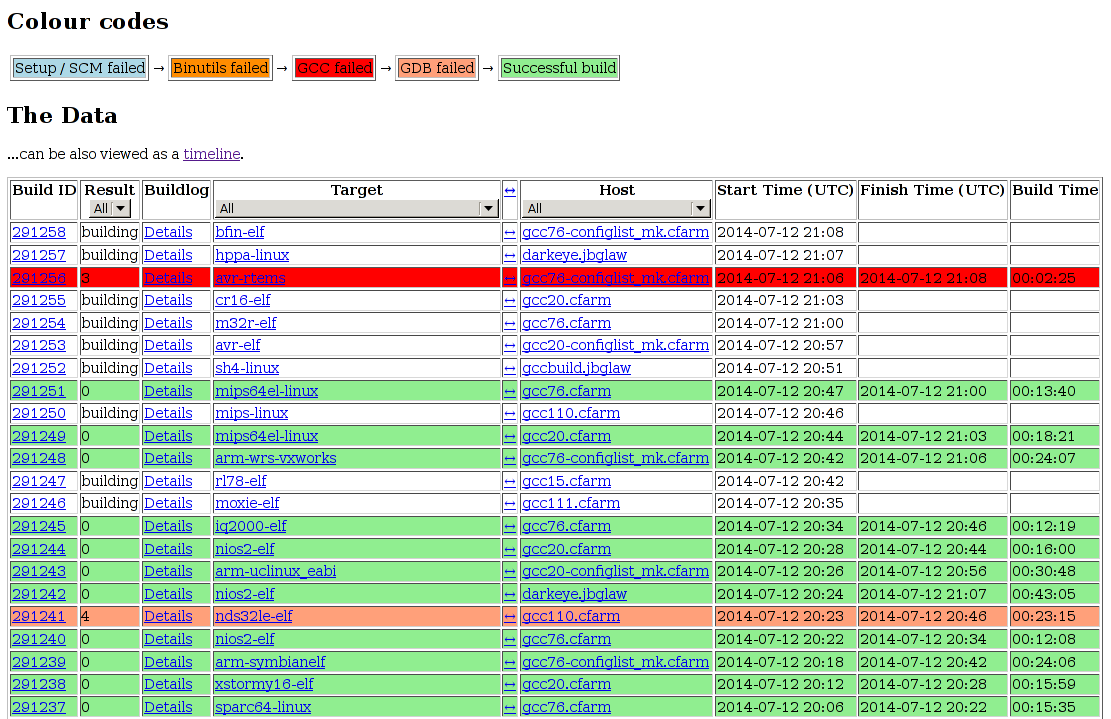 Colour codes
Setup / SCM failed → Binutils failed → GCC failed → GDB failed → Successful build
The Data
...can be also viewed as a timeline.
Build ID Result Buildlog Target ↔ Host Start Time (UTC) Finish Time (UTC) Build Time
All All All
291258 building Details bfin-elf ↔ gcc76-configlist_mk.cfarm 2014-07-12 21:08
291257 building Details hppa-linux ↔ darkeye.jbglaw 2014-07-12 21:07
291256 3 Details avr-rtems ↔ gcc76-configlist_mk.cfarm 2014-07-12 21:06 2014-07-12 21:08 00:02:25
291255 building Details cr16-elf ↔ gcc20.cfarm 2014-07-12 21:03
291254 building Details m32r-elf ↔ gcc76.cfarm 2014-07-12 21:00
291253 building Details avr-elf ↔ gcc20-configlist_mk.cfarm 2014-07-12 20:57
291252 building Details sh4-linux ↔ gccbuild.jbglaw 2014-07-12 20:51
291251 0 Details mips64el-linux ↔ gcc76.cfarm 2014-07-12 20:47 2014-07-12 21:00 00:13:40
291250 building Details mips-linux ↔ gcc110.cfarm 2014-07-12 20:46
291249 0 Details mips64el-linux ↔ gcc20.cfarm 2014-07-12 20:44 2014-07-12 21:03 00:18:21
291248 0 Details arm-wrs-vxworks ↔ gcc76-configlist_mk.cfarm 2014-07-12 20:42 2014-07-12 21:06 00:24:07
291247 building Details rl78-elf ↔ gcc15.cfarm 2014-07-12 20:42
291246 building Details moxie-elf ↔ gcc111.cfarm 2014-07-12 20:35
291245 0 Details iq2000-elf ↔ gcc76.cfarm 2014-07-12 20:34 2014-07-12 20:46 00:12:19
291244 0 Details nios2-elf ↔ gcc20.cfarm 2014-07-12 20:28 2014-07-12 20:44 00:16:00
291243 0 Details arm-uclinux_eabi ↔ gcc20-configlist_mk.cfarm 2014-07-12 20:26 2014-07-12 20:56 00:30:48
291242 0 Details nios2-elf ↔ darkeye.jbglaw 2014-07-12 20:24 2014-07-12 21:07 00:43:05
291241 4 Details nds32le-elf ↔ gcc110.cfarm 2014-07-12 20:23 2014-07-12 20:46 00:23:15
291240 0 Details nios2-elf ↔ gcc76.cfarm 2014-07-12 20:22 2014-07-12 20:34 00:12:08
291239 0 Details arm-symbianelf ↔ gcc76-configlist_mk.cfarm 2014-07-12 20:18 2014-07-12 20:42 00:24:06
291238 0 Details xstormy16-elf ↔ gcc20.cfarm 2014-07-12 20:12 2014-07-12 20:28 00:15:59
291237 0 Details sparc64-linux ↔ gcc76.cfarm 2014-07-12 20:06 2014-07-12 20:22 00:15:35